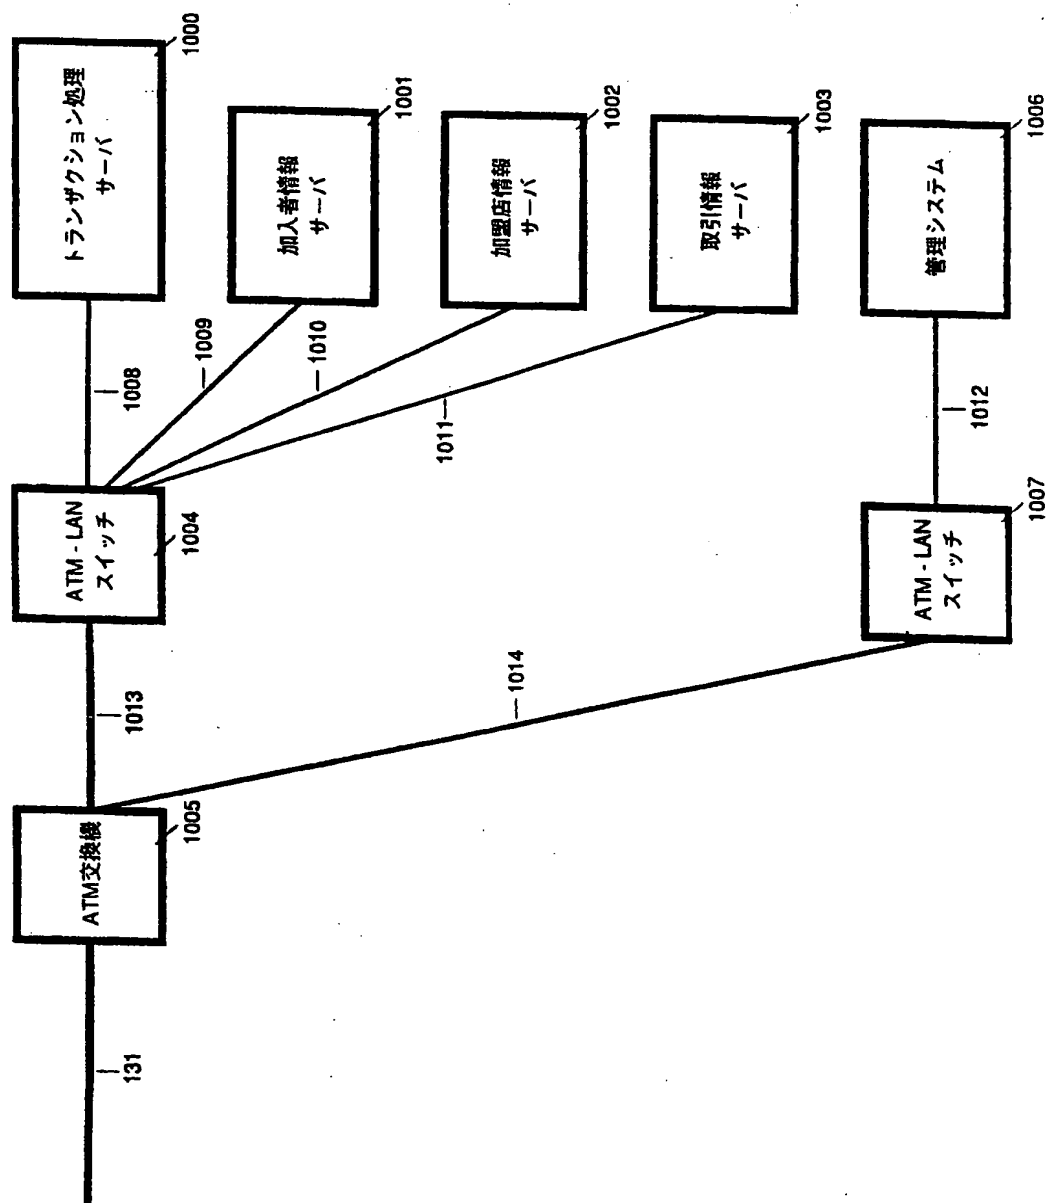 トランザクション処理
サーバ
1000
加入者情報
サーバ
1001
加盟店情報
サーバ
1002
取引情報
サーバ
1003
管理システム
1006
1008
1009
1010
1011
1012
ATM - LAN
スイッチ
1004
ATM - LAN
スイッチ
1007
1013
1014
ATM交換機
1005
131